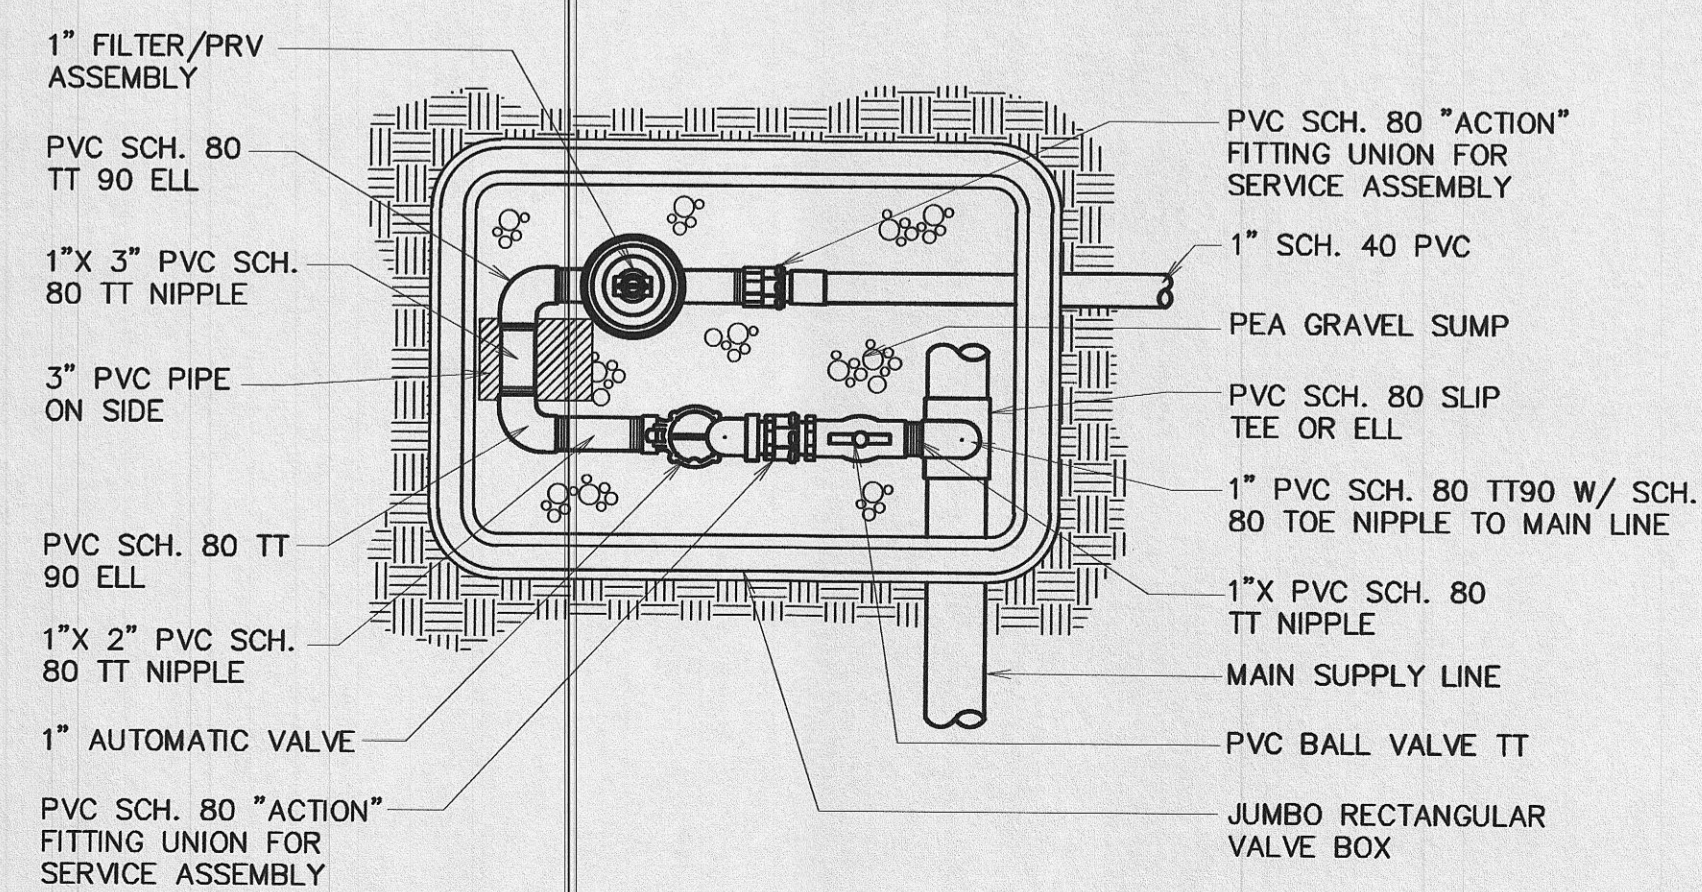 1" FILTER/PRV
ASSEMBLY
PVC SCH. 80
TT 90 ELL
1"X 3" PVC SCH.
80 TT NIPPLE
3" PVC PIPE
ON SIDE
PVC SCH. 80 TT
90 ELL
1"X 2" PVC SCH.
80 TT NIPPLE
1" AUTOMATIC VALVE
PVC SCH. 80 "ACTION"
FITTING UNION FOR
SERVICE ASSEMBLY
PVC SCH. 80 "ACTION"
FITTING UNION FOR
SERVICE ASSEMBLY
1" SCH. 40 PVC
PEA GRAVEL SUMP
PVC SCH. 80 SLIP
TEE OR ELL
1" PVC SCH. 80 TT90 W/ SCH.
80 TOE NIPPLE TO MAIN LINE
1"X PVC SCH. 80
TT NIPPLE
MAIN SUPPLY LINE
PVC BALL VALVE TT
JUMBO RECTANGULAR
VALVE BOX